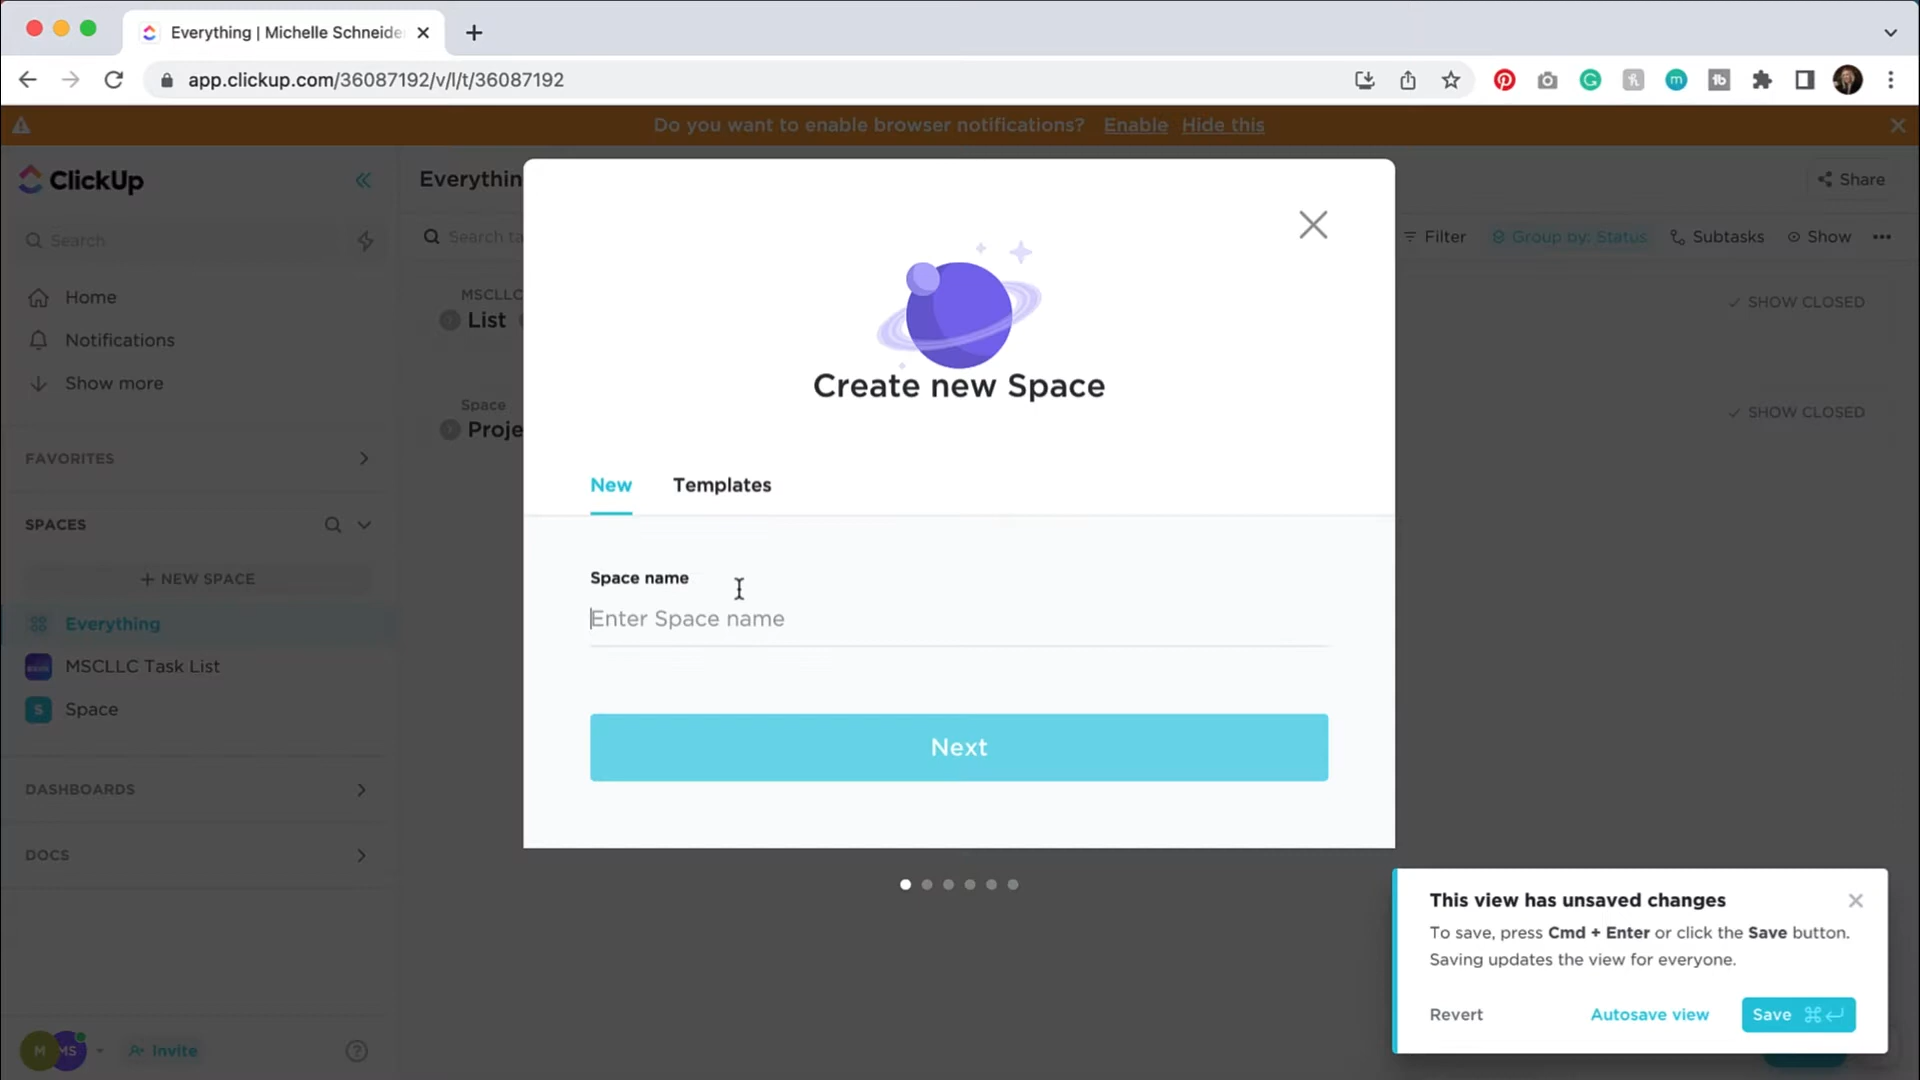 Everything | Michelle Schneide
app.clickup.com/36087192/v/l/t/36087192
Do you want to enable browser notifications? Enable Hide this
ClickUp
Everythin
Share
Search
Search ta
Filter
Group by: Status
Subtasks
Show
Home
Notifications
Show more
MSCLLC
List
SHOW CLOSED
Space
Proje
SHOW CLOSED
FAVORITES
SPACES
+ NEW SPACE
Everything
MSCLLC Task List
S
Space
DASHBOARDS
DOCS
M
MS
Invite
Create new Space
New
Templates
Space name
Enter Space name
Next
This view has unsaved changes
To save, press Cmd + Enter or click the Save button.
Saving updates the view for everyone.
Revert
Autosave view
Save ⌘↵